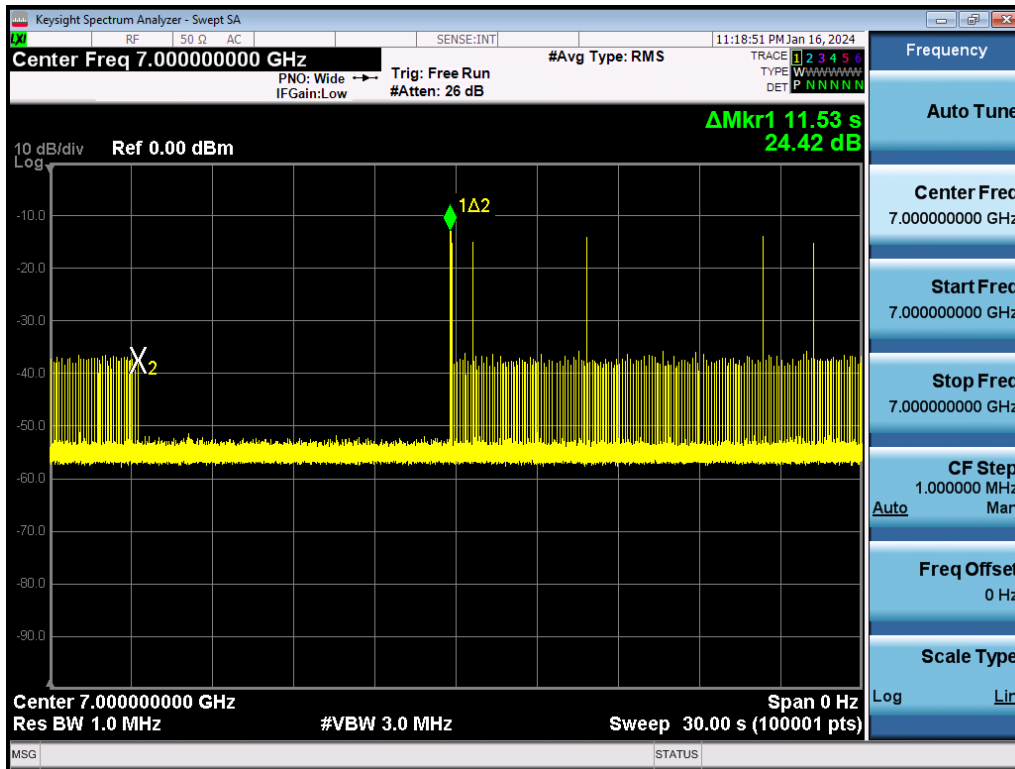 Keysight Spectrum Analyzer - Swept SA
LXI
RF
50 Ω AC
SENSE:INT
11:18:51 PM Jan 16, 2024
Center Freq 7.000000000 GHz
PNO: Wide
IFGain:Low
Trig: Free Run
#Atten: 26 dB
#Avg Type: RMS
TRACE 1 2 3 4 5 6
TYPE WWWWWW
DET P N N N N N
ΔMkr1 11.53 s
24.42 dB
10 dB/div
Log
Ref 0.00 dBm
1Δ2
-10.0
-20.0
-30.0
X2
-40.0
-50.0
-60.0
-70.0
-80.0
-90.0
Center 7.000000000 GHz
Span 0 Hz
Res BW 1.0 MHz
#VBW 3.0 MHz
Sweep 30.00 s (100001 pts)
MSG
STATUS
Frequency
Auto Tune
Center Freq
7.000000000 GHz
Start Freq
7.000000000 GHz
Stop Freq
7.000000000 GHz
CF Step
1.000000 MHz
Auto
Man
Freq Offset
0 Hz
Scale Type
Log
Lin